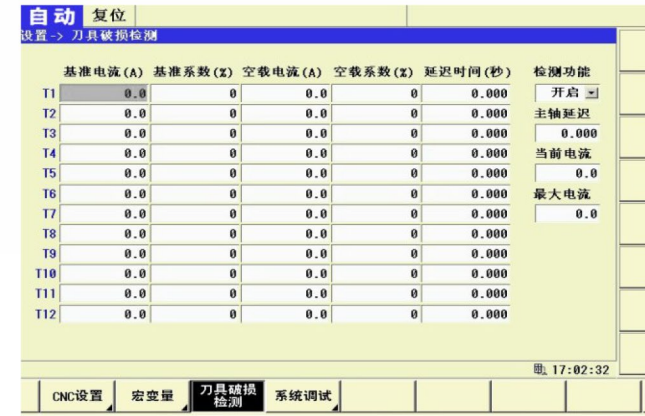 自动 复位
设置-> 刀具破损检测
基准电流(A) 基准系数(%) 空载电流(A) 空载系数(%) 延迟时间(秒) 检测功能
T1 0.0 0 0.0 0 0.000 开启
T2 0.0 0 0.0 0 0.000 主轴延迟
T3 0.0 0 0.0 0 0.000 0.000
T4 0.0 0 0.0 0 0.000 当前电流
T5 0.0 0 0.0 0 0.000 0.0
T6 0.0 0 0.0 0 0.000 最大电流
T7 0.0 0 0.0 0 0.000 0.0
T8 0.0 0 0.0 0 0.000
T9 0.0 0 0.0 0 0.000
T10 0.0 0 0.0 0 0.000
T11 0.0 0 0.0 0 0.000
T12 0.0 0 0.0 0 0.000
17:02:32
CNC设置 宏变量 刀具破损检测 系统调试